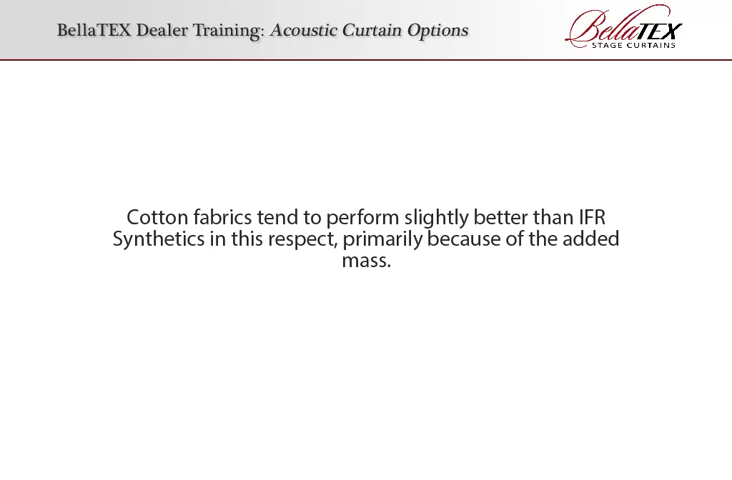 BellaTEX Dealer Training: Acoustic Curtain Options
BellaTEX
STAGE CURTAINS
Cotton fabrics tend to perform slightly better than IFR
Synthetics in this respect, primarily because of the added
mass.